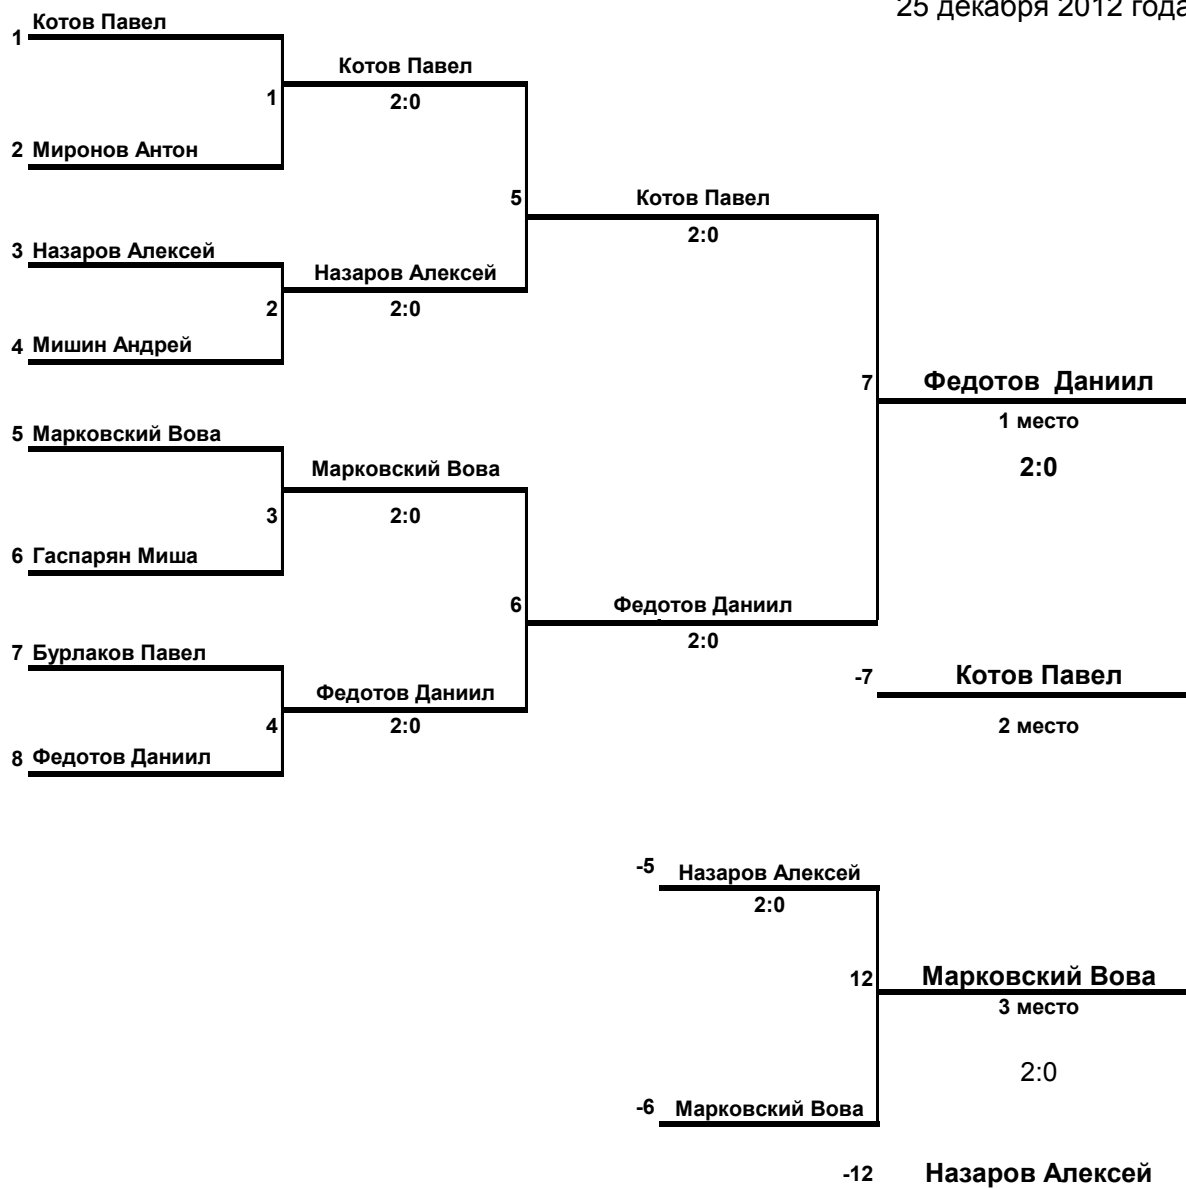 25 декабря 2012 года
Котов Павел
1
Котов Павел
1
2:0
2 Миронов Антон
5
Котов Павел
2:0
3 Назаров Алексей
Назаров Алексей
2
2:0
4 Мишин Андрей
7
Федотов Даниил
1 место
5 Марковский Вова
Марковский Вова
2:0
3
2:0
6 Гаспарян Миша
6
Федотов Даниил
2:0
7 Бурлаков Павел
-7
Котов Павел
Федотов Даниил
4
2:0
2 место
8 Федотов Даниил
-5
Назаров Алексей
2:0
12
Марковский Вова
3 место
2:0
-6
Марковский Вова
-12
Назаров Алексей